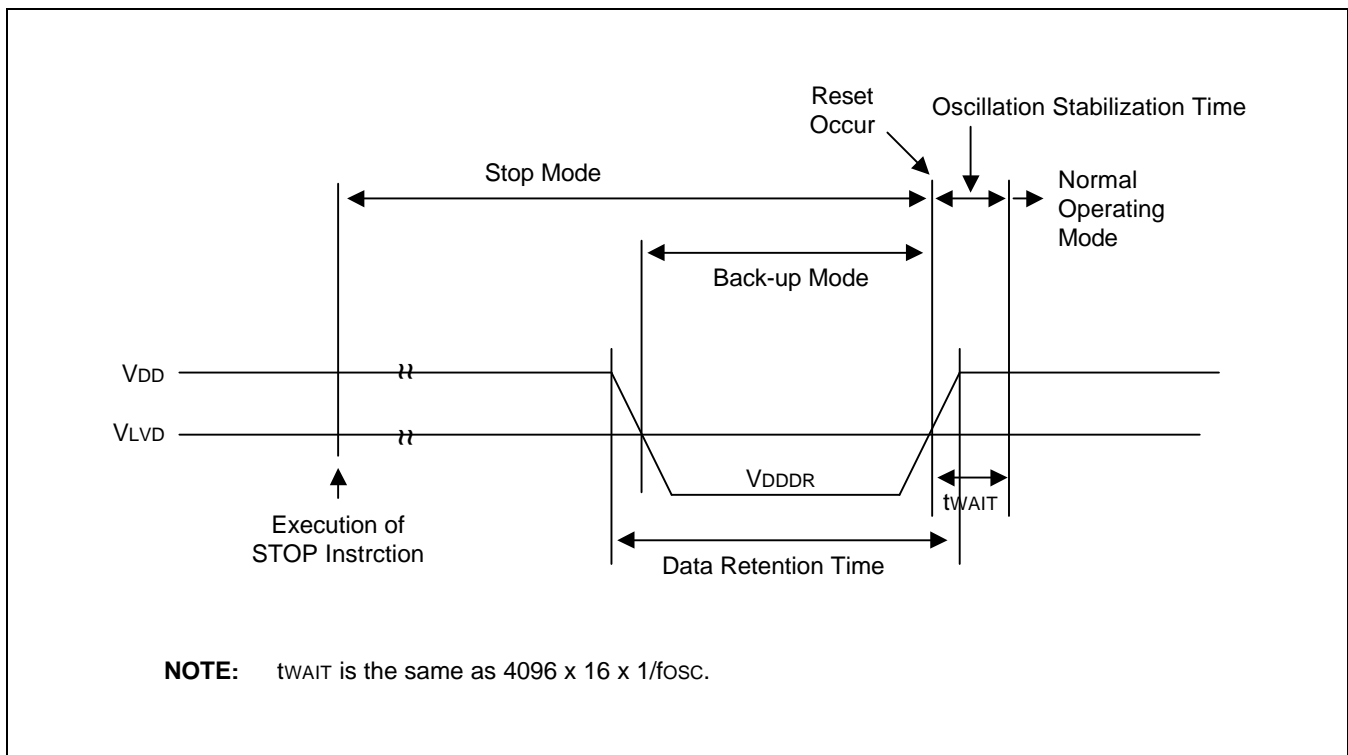 Reset
Occur
Oscillation Stabilization Time
Stop Mode
Normal
Operating
Mode
Back-up Mode
VDD
VLVD
VDDDR
tWAIT
Execution of
STOP Instrction
Data Retention Time
NOTE: tWAIT is the same as 4096 x 16 x 1/fOSC.